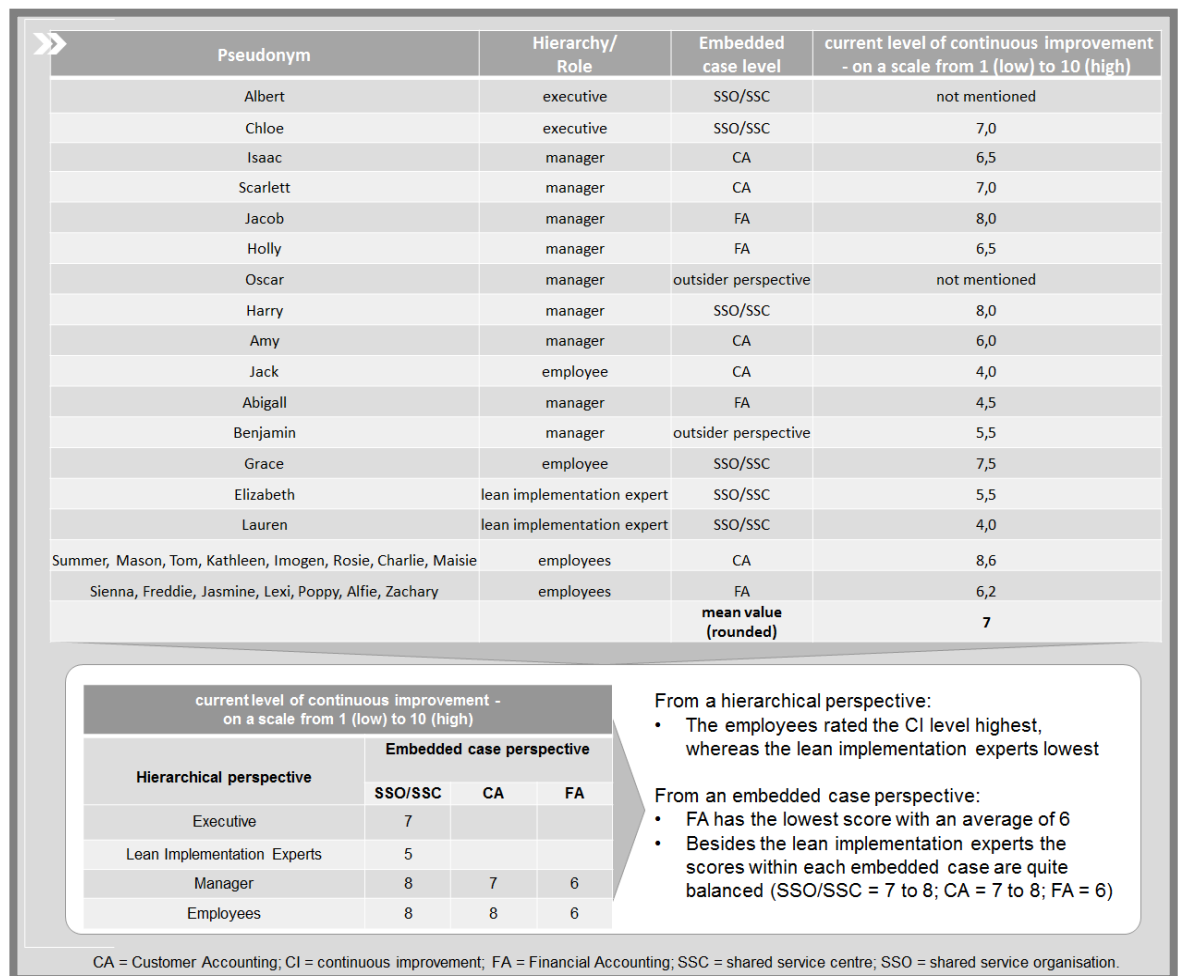 Pseudonym
Hierarchy/
Role
Embedded
case level
current level of continuous improvement
- on a scale from 1 (low) to 10 (high)
Albert executive SSO/SSC not mentioned
Chloe executive SSO/SSC 7,0
Isaac manager CA 6,5
Scarlett manager CA 7,0
Jacob manager FA 8,0
Holly manager FA 6,5
Oscar manager outsider perspective not mentioned
Harry manager SSO/SSC 8,0
Amy manager CA 6,0
Jack employee CA 4,0
Abigall manager FA 4,5
Benjamin manager outsider perspective 5,5
Grace employee SSO/SSC 7,5
Elizabeth lean implementation expert SSO/SSC 5,5
Lauren lean implementation expert SSO/SSC 4,0
Summer, Mason, Tom, Kathleen, Imogen, Rosie, Charlie, Maisie employees CA 8,6
Sienna, Freddie, Jasmine, Lexi, Poppy, Alfie, Zachary employees FA 6,2
mean value
(rounded)
7
current level of continuous improvement -
on a scale from 1 (low) to 10 (high)
Hierarchical perspective
Embedded case perspective
SSO/SSC CA FA
Executive 7
Lean Implementation Experts 5
Manager 8 7 6
Employees 8 8 6
From a hierarchical perspective:
• The employees rated the CI level highest,
whereas the lean implementation experts lowest
From an embedded case perspective:
• FA has the lowest score with an average of 6
• Besides the lean implementation experts the
scores within each embedded case are quite
balanced (SSO/SSC = 7 to 8; CA = 7 to 8; FA = 6)
CA = Customer Accounting; CI = continuous improvement; FA = Financial Accounting; SSC = shared service centre; SSO = shared service organisation.